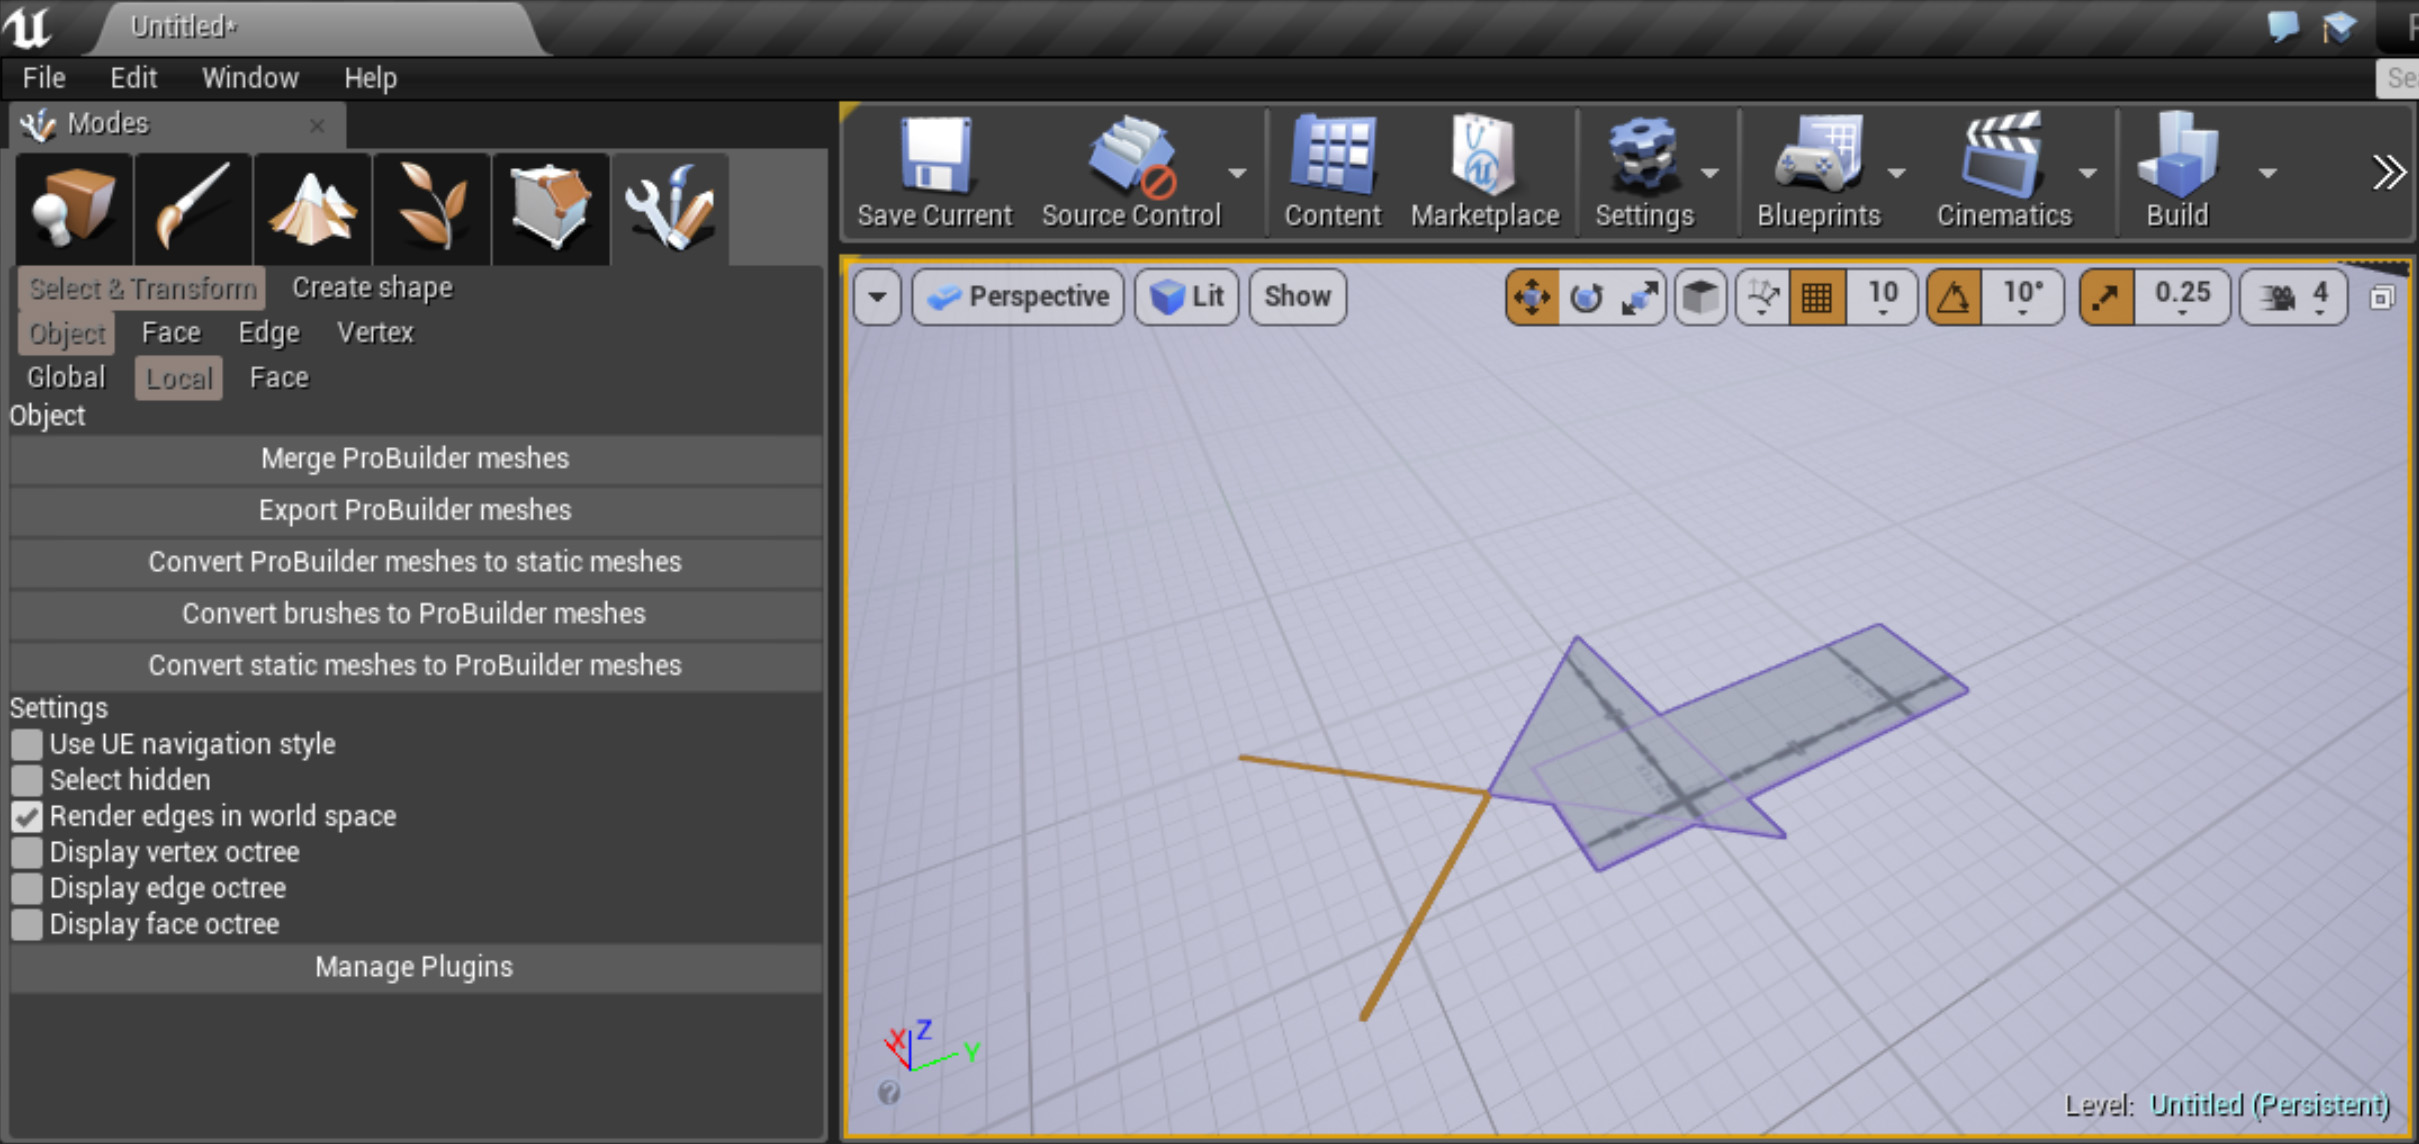 Untitled*
File Edit Window Help
Modes
Save Current Source Control Content Marketplace Settings Blueprints Cinematics Build
Select & Transform Create shape
Object Face Edge Vertex
Global Local Face
Object
Merge ProBuilder meshes
Export ProBuilder meshes
Convert ProBuilder meshes to static meshes
Convert brushes to ProBuilder meshes
Convert static meshes to ProBuilder meshes
Settings
Use UE navigation style
Select hidden
Render edges in world space
Display vertex octree
Display edge octree
Display face octree
Manage Plugins
Perspective Lit Show 10 10° 0.25 4
X Z Y
Level: Untitled (Persistent)